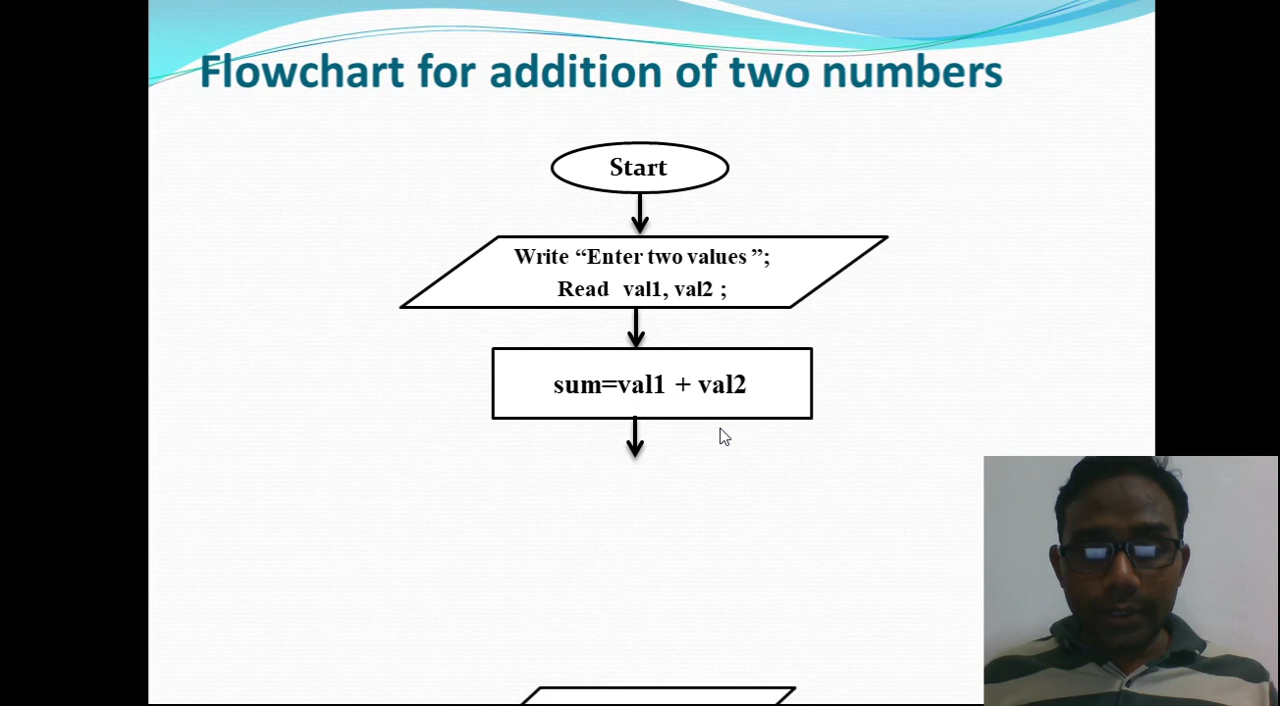 Flowchart for addition of two numbers
Start
Write “Enter two values ”;
Read val1, val2 ;
sum=val1 + val2